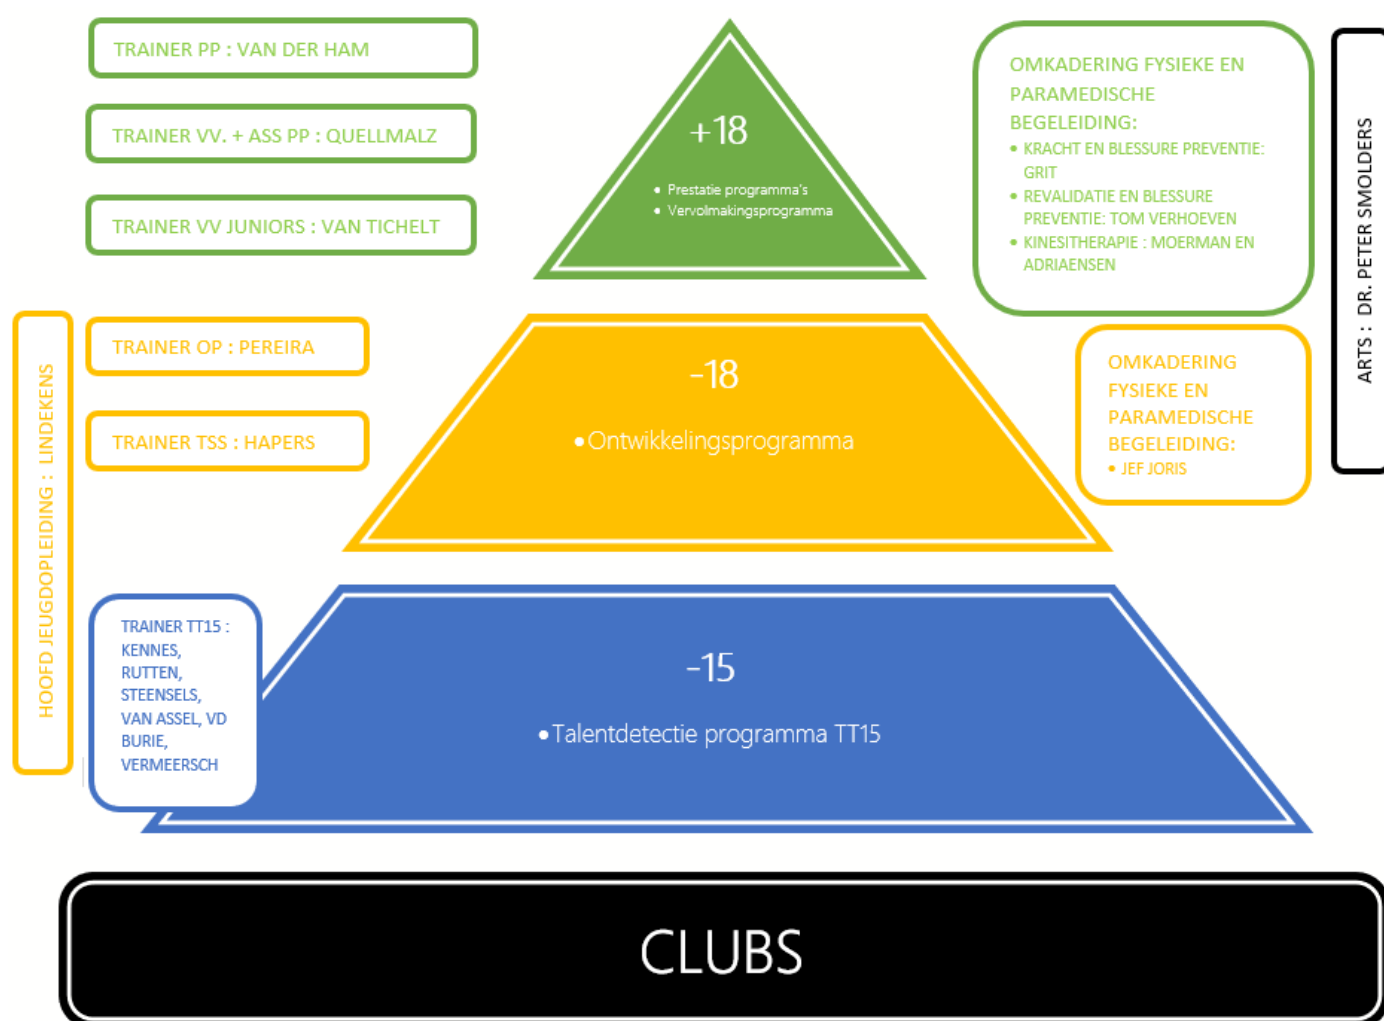 TRAINER PP : VAN DER HAM
TRAINER VV. + ASS PP : QUELLMALZ
TRAINER VV JUNIORS : VAN TICHELT
+18
• Prestatie programma's
• Vervolmakingsprogramma
OMKADERING FYSIEKE EN
PARAMEDISCHE
BEGELEIDING:
• KRACHT EN BLESSURE PREVENTIE:
GRIT
• REVALIDATIE EN BLESSURE
PREVENTIE: TOM VERHOEVEN
• KINESITHERAPIE : MOERMAN EN
ADRIAENSEN
ARTS : DR. PETER SMOLDERS
HOOFD JEUGDOPLEIDING : LINDEKENS
TRAINER OP : PEREIRA
TRAINER TSS : HAPERS
-18
• Ontwikkelingsprogramma
OMKADERING
FYSIEKE EN
PARAMEDISCHE
BEGELEIDING:
• JEF JORIS
TRAINER TT15 :
KENNES,
RUTTEN,
STEENSELS,
VAN ASSEL, VD
BURIE,
VERMEERSCH
-15
• Talentdetectie programma TT15
CLUBS